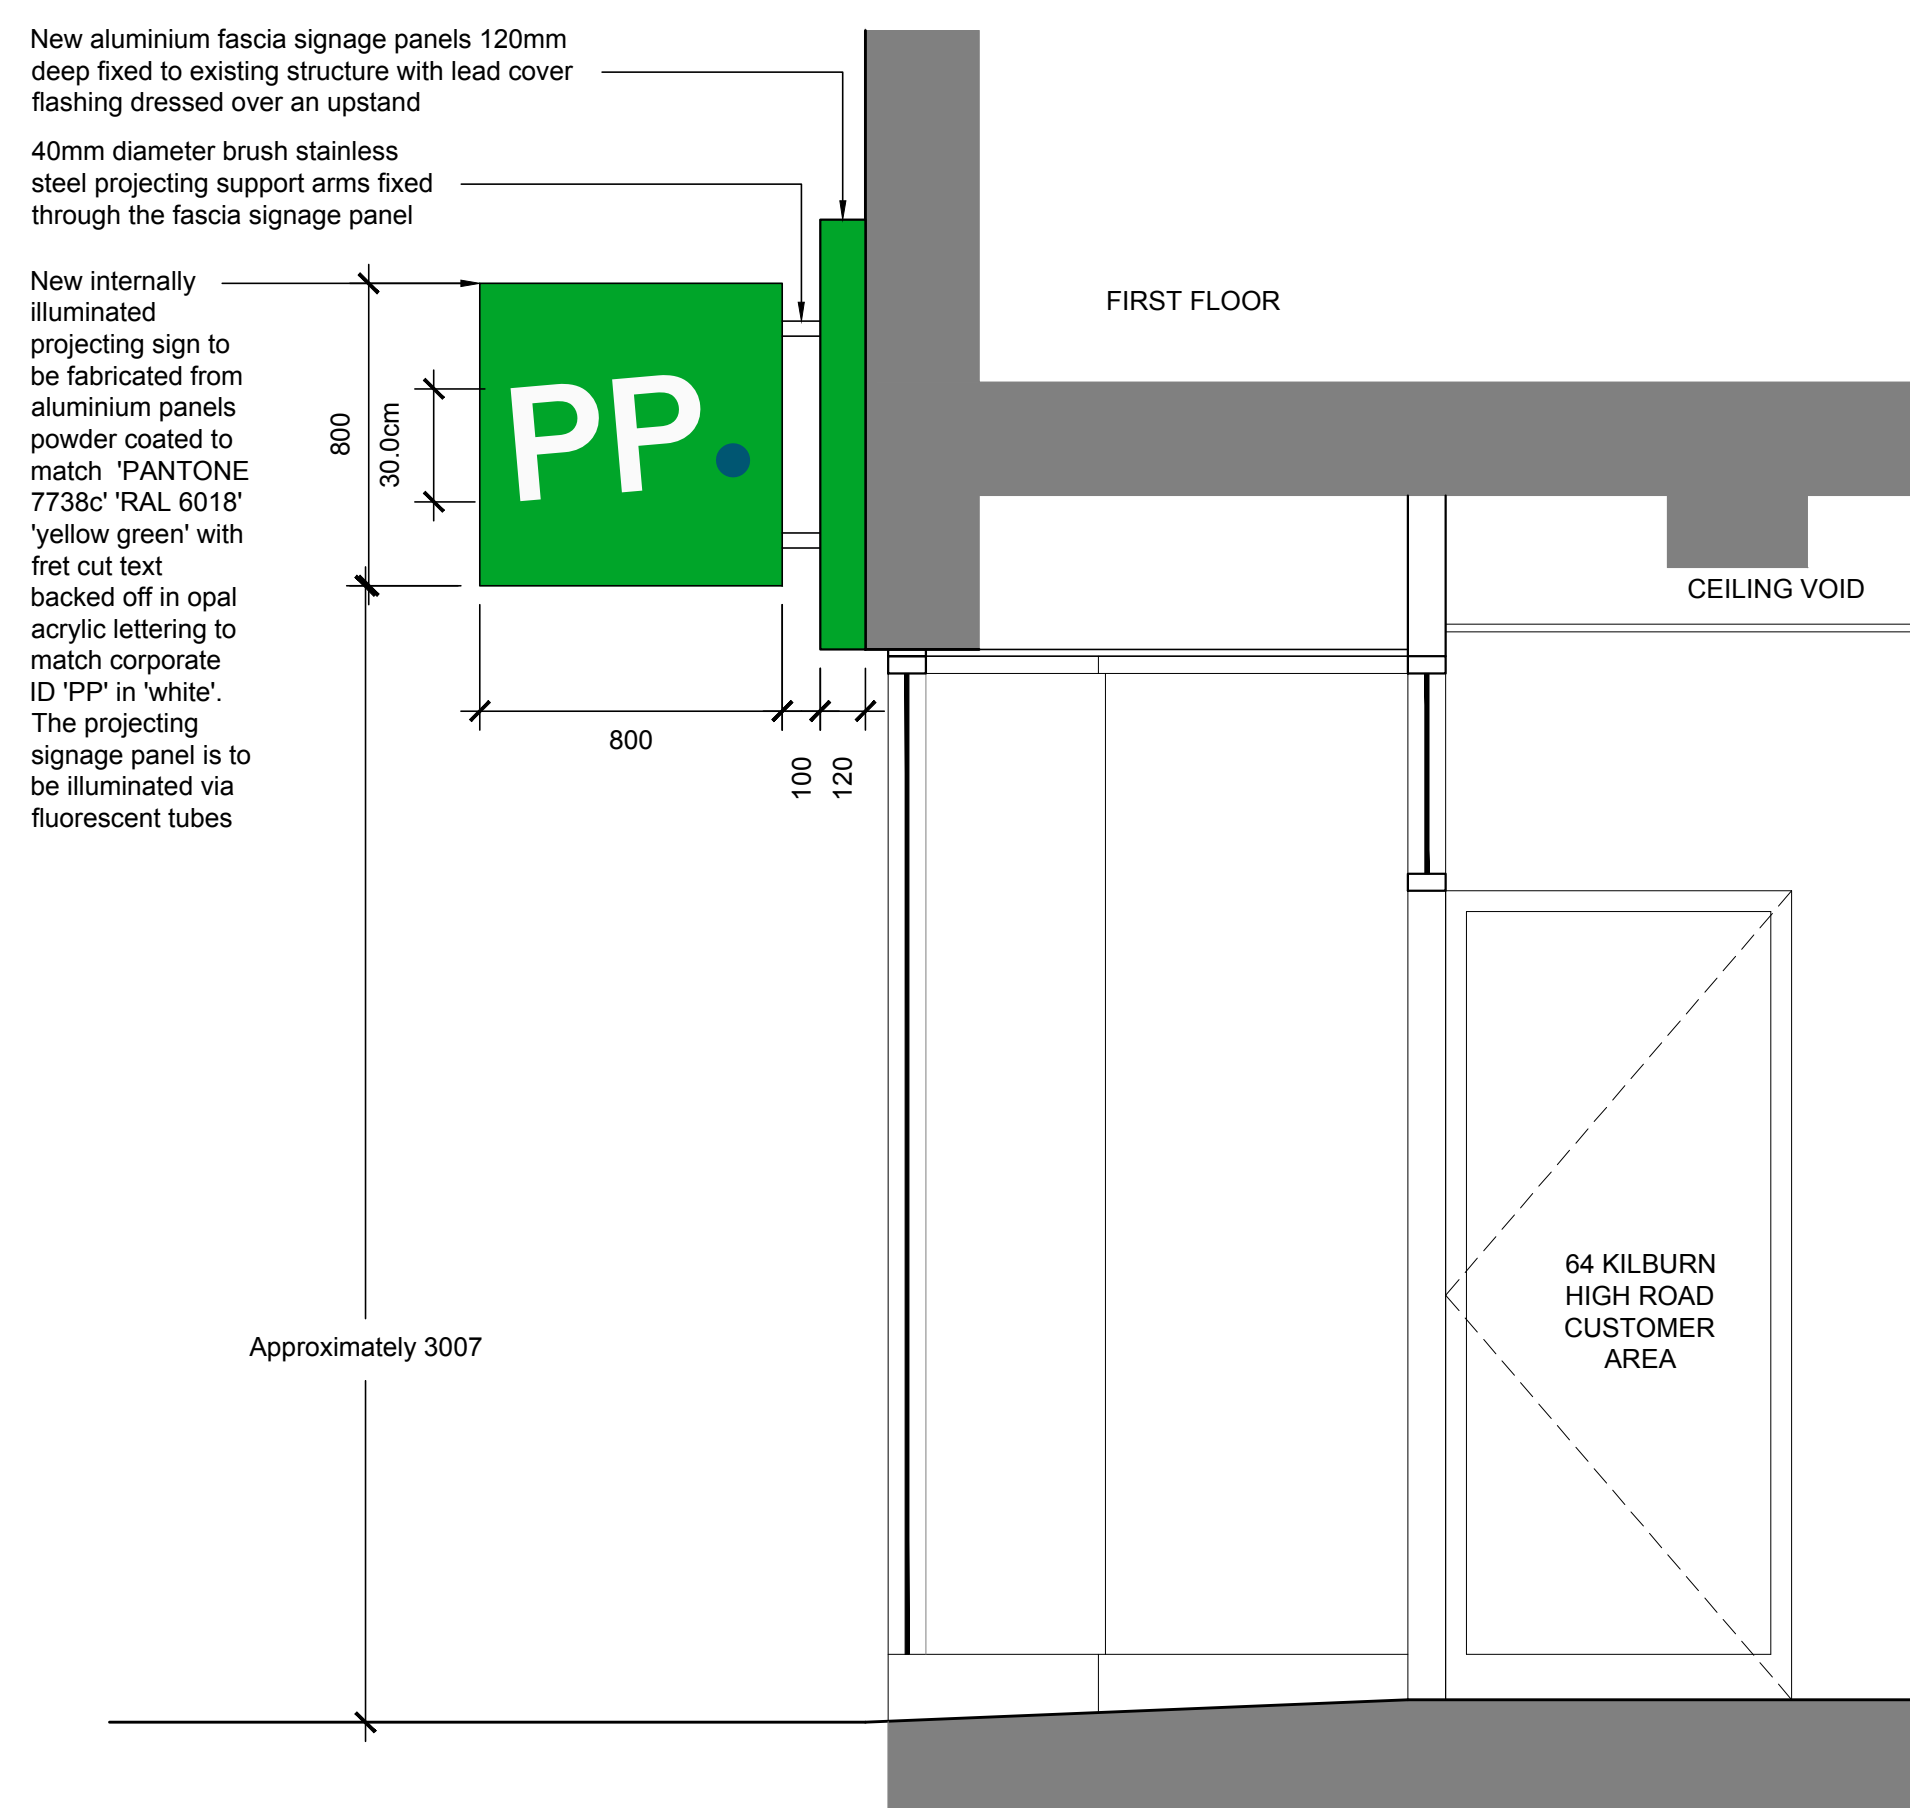 New aluminium fascia signage panels 120mm
deep fixed to existing structure with lead cover
flashing dressed over an upstand
40mm diameter brush stainless
steel projecting support arms fixed
through the fascia signage panel
New internally
illuminated
projecting sign to
be fabricated from
aluminium panels
powder coated to
match 'PANTONE
7738c' 'RAL 6018'
'yellow green' with
fret cut text
backed off in opal
acrylic lettering to
match corporate
ID 'PP' in 'white'.
The projecting
signage panel is to
be illuminated via
fluorescent tubes
800
30.0cm
PP.
800
100
120
FIRST FLOOR
CEILING VOID
Approximately 3007
64 KILBURN
HIGH ROAD
CUSTOMER
AREA